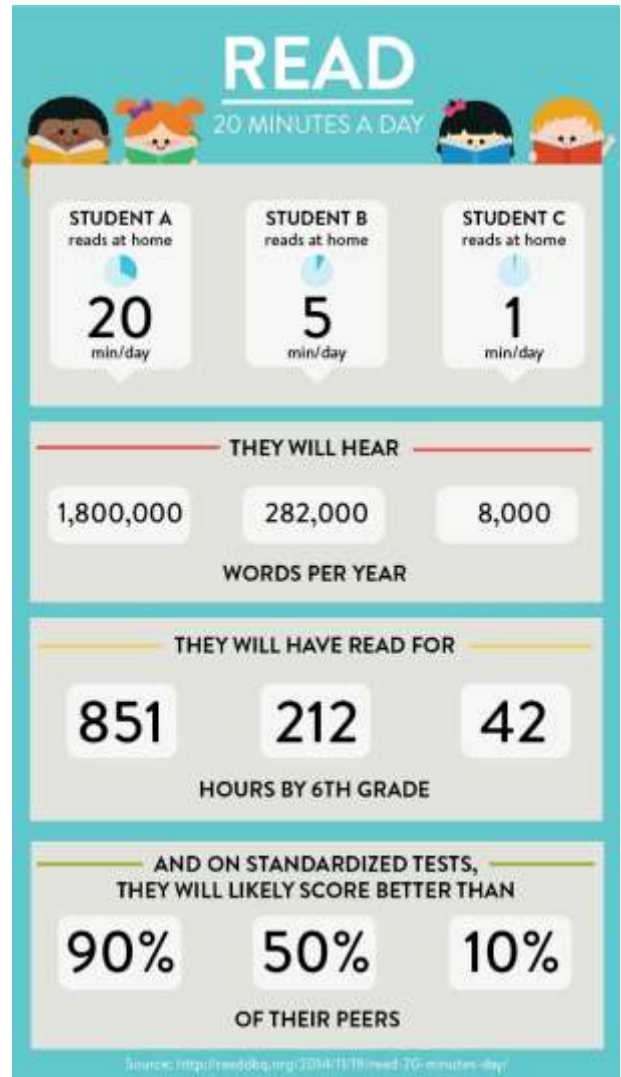 READ
20 MINUTES A DAY
STUDENT A
reads at home
20
min/day
STUDENT B
reads at home
5
min/day
STUDENT C
reads at home
1
min/day
THEY WILL HEAR
1,800,000
282,000
8,000
WORDS PER YEAR
THEY WILL HAVE READ FOR
851
212
42
HOURS BY 6TH GRADE
AND ON STANDARDIZED TESTS,
THEY WILL LIKELY SCORE BETTER THAN
90%
50%
10%
OF THEIR PEERS
Source: